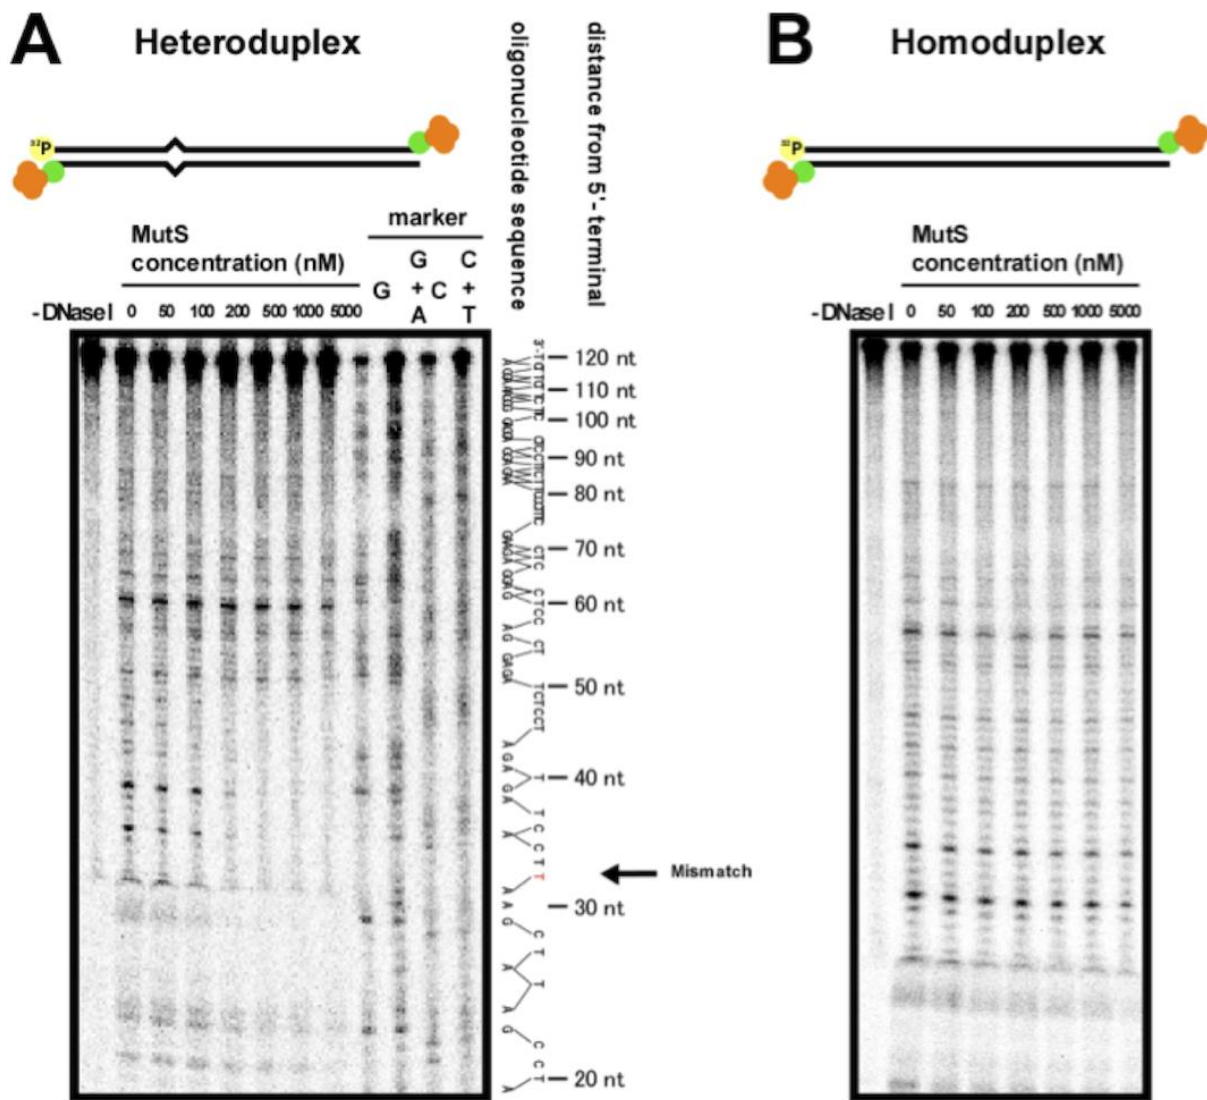 A
Heteroduplex
oligonucleotide sequence
distance from 5'- terminal
B
Homoduplex
32P
32P
marker
MutS
concentration (nM)
G
G
+
A
C
C
+
T
-DNaseI 0 50 100 200 500 1000 5000
MutS
concentration (nM)
-DNaseI 0 50 100 200 500 1000 5000
120 nt
110 nt
100 nt
90 nt
80 nt
70 nt
60 nt
50 nt
40 nt
Mismatch
30 nt
20 nt